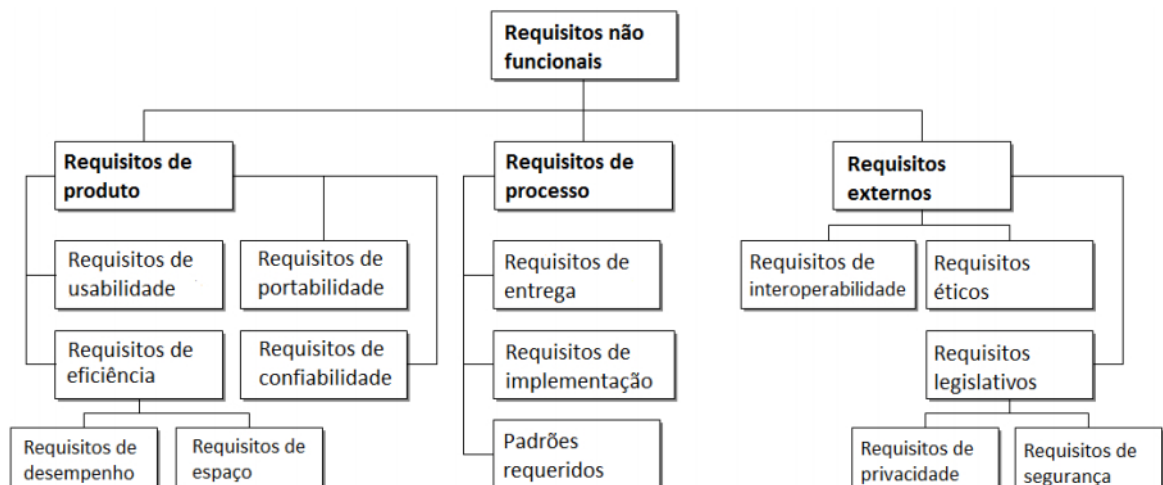 Requisitos não
funcionais
Requisitos de
produto
Requisitos de
processo
Requisitos
externos
Requisitos de
usabilidade
Requisitos de
portabilidade
Requisitos de
entrega
Requisitos de
interoperabilidade
Requisitos
éticos
Requisitos de
eficiência
Requisitos de
confiabilidade
Requisitos de
implementação
Requisitos
legislativos
Requisitos de
desempenho
Requisitos de
espaço
Padrões
requeridos
Requisitos de
privacidade
Requisitos de
segurança